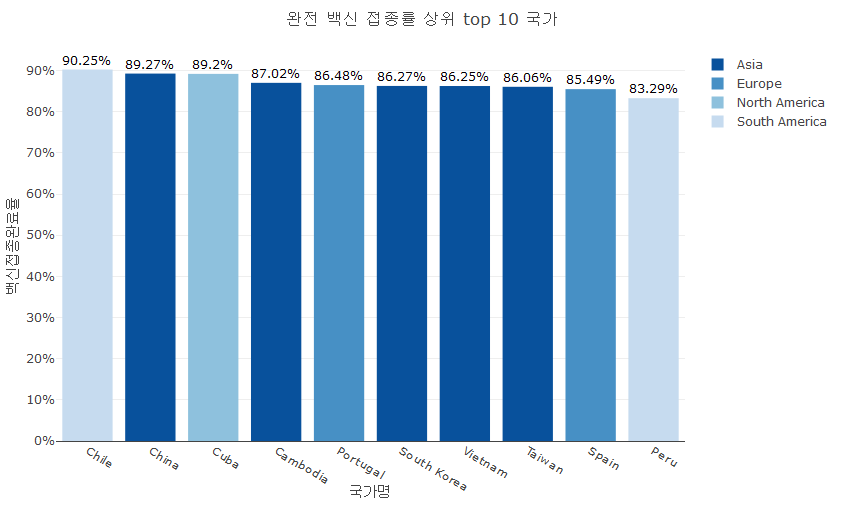 완전 백신 접종률 상위 top 10 국가
90.25% 89.27% 89.2% 87.02% 86.48% 86.27% 86.25% 86.06% 85.49% 83.29%
90%
80%
70%
60%
50%
40%
30%
20%
10%
0%
백신접종완료율
Chile China Cuba Cambodia Portugal South Korea Vietnam Taiwan Spain Peru
국가명
Asia
Europe
North America
South America